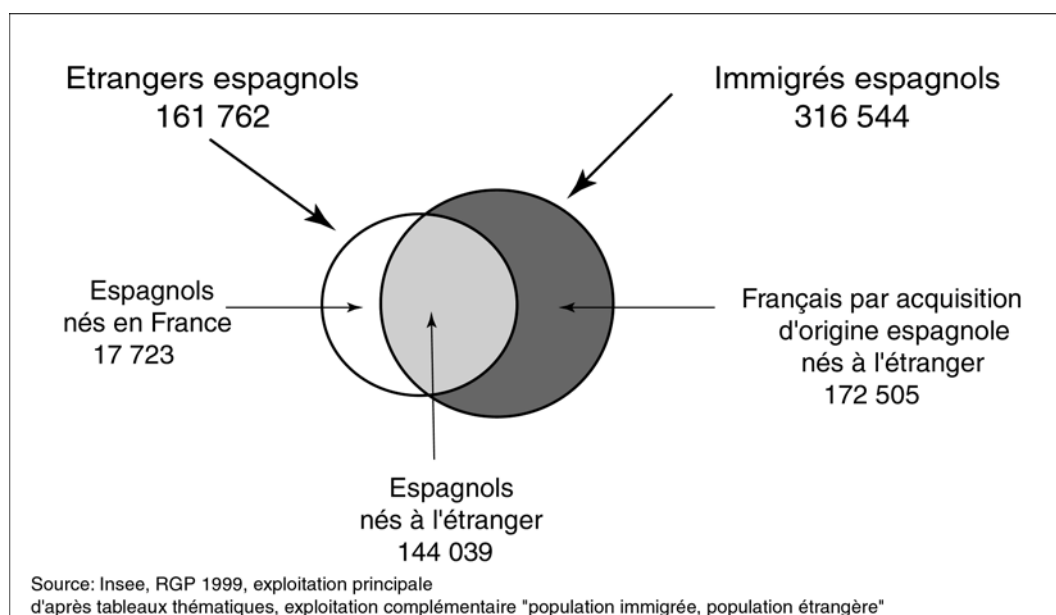 Etrangers espagnols
161 762
Immigrés espagnols
316 544
Espagnols
nés en France
17 723
Français par acquisition
d'origine espagnole
nés à l'étranger
172 505
Espagnols
nés à l'étranger
144 039
Source: Insee, RGP 1999, exploitation principale
d'après tableaux thématiques, exploitation complémentaire "population immigrée, population étrangère"